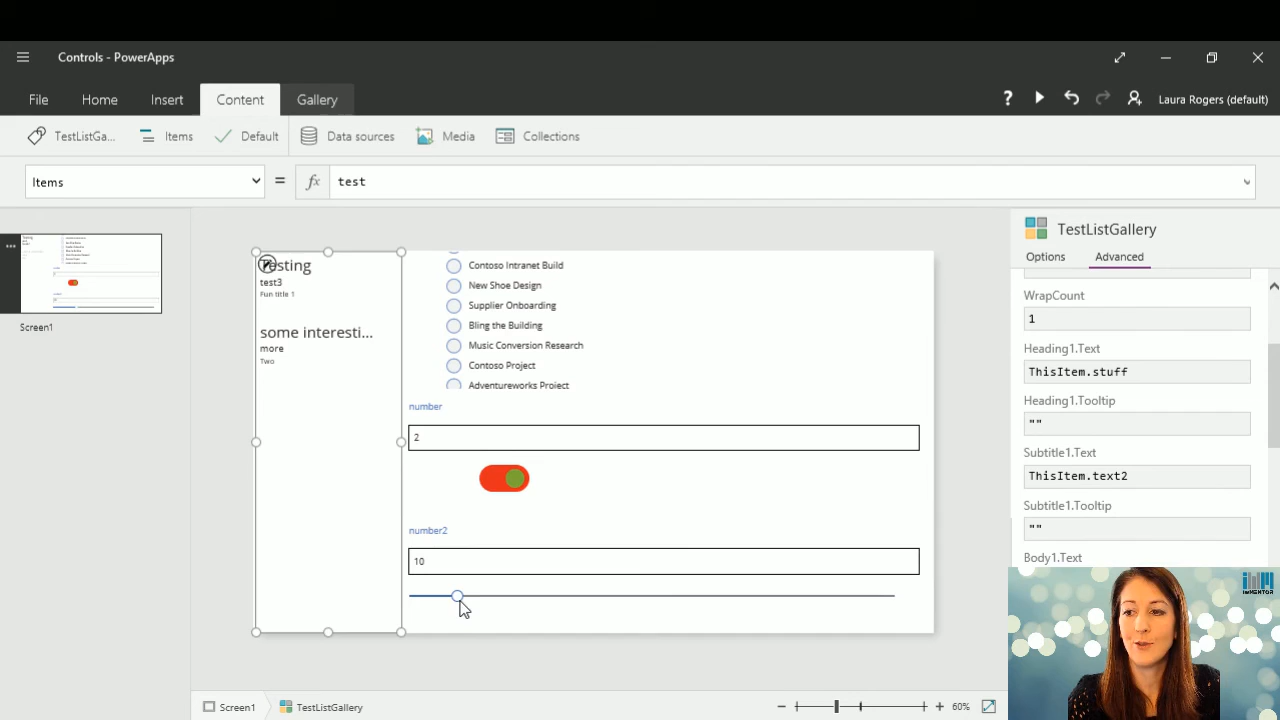 Controls - PowerApps
File Home Insert Content Gallery
? Laura Rogers (default)
TestListGa... Items Default Data sources Media Collections
Items = fx test
TestListGallery
Options Advanced
WrapCount
1
Heading1.Text
ThisItem.stuff
Heading1.Tooltip
""
Subtitle1.Text
ThisItem.text2
Subtitle1.Tooltip
""
Body1.Text
Screen1
Testing
test3
Fun title 1
some interesti...
more
Two
Contoso Intranet Build
New Shoe Design
Supplier Onboarding
Bling the Building
Music Conversion Research
Contoso Project
Adventureworks Project
number
2
number2
10
Screen1 TestListGallery
60%
IWMENTOR